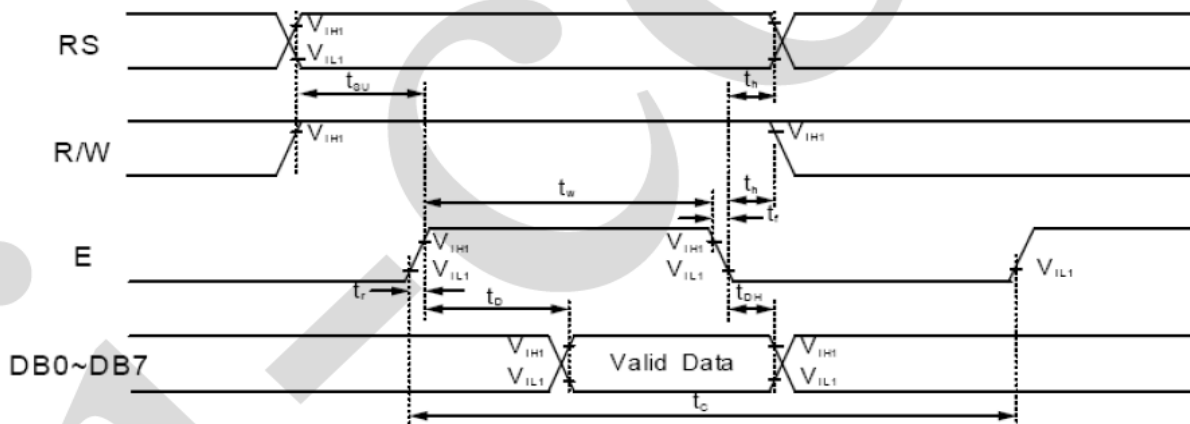 RS
V IH1
V IL1
t SU
t h
R/W
V IH1
V IH1
t w
t h
t f
E
V IH1
V IL1
V IH1
V IL1
V IL1
t r
t D
t DH
DB0~DB7
V IH1
V IL1
Valid Data
V IH1
V IL1
t C